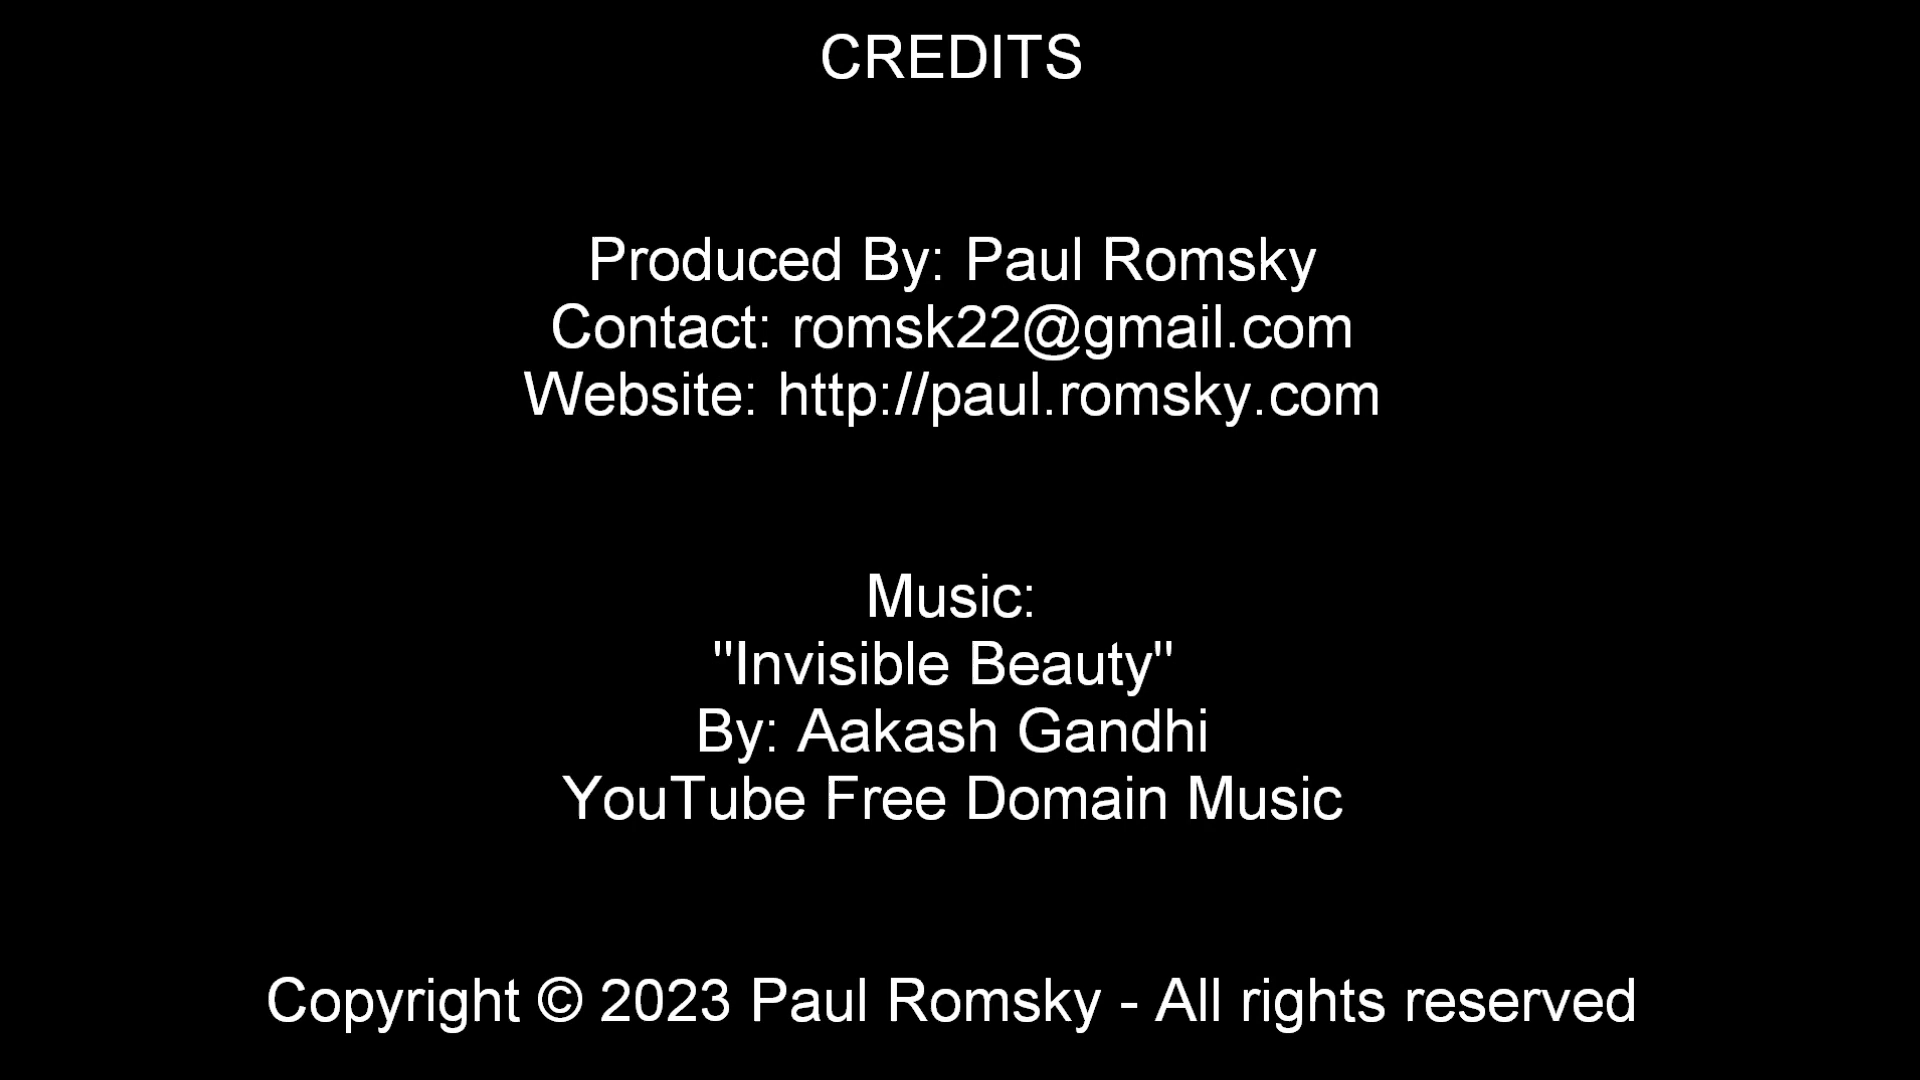 CREDITS
Produced By: Paul Romsky
Contact: romsk22@gmail.com
Website: http://paul.romsky.com
Music:
"Invisible Beauty"
By: Aakash Gandhi
YouTube Free Domain Music
Copyright © 2023 Paul Romsky - All rights reserved